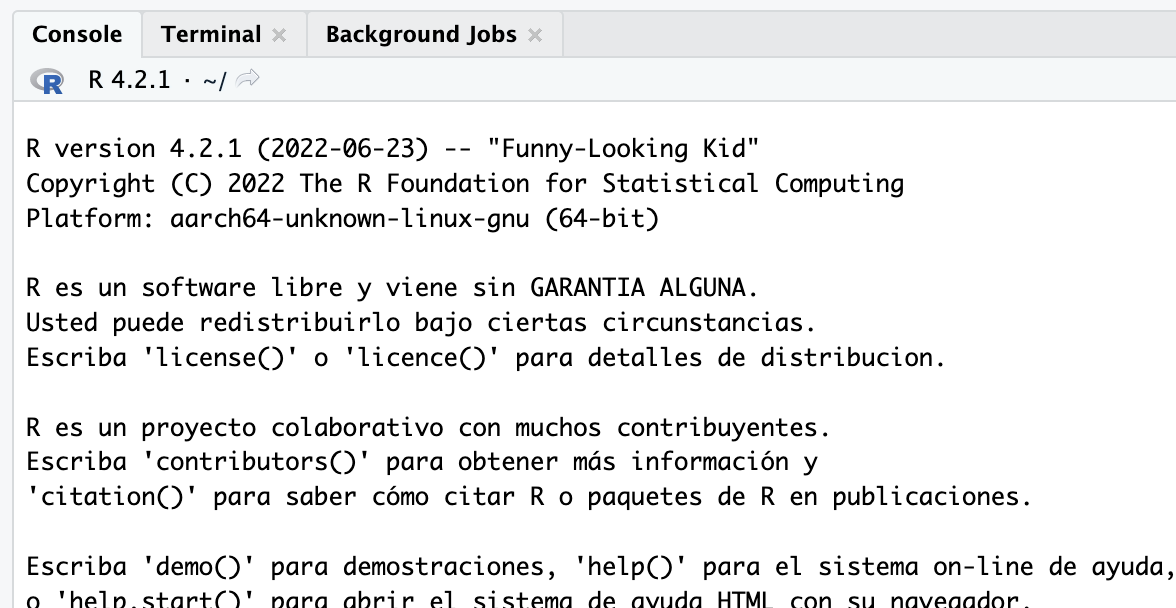 Console Terminal Background Jobs
R R 4.2.1 · ~/
R version 4.2.1 (2022-06-23) -- "Funny-Looking Kid"
Copyright (C) 2022 The R Foundation for Statistical Computing
Platform: aarch64-unknown-linux-gnu (64-bit)
R es un software libre y viene sin GARANTIA ALGUNA.
Usted puede redistribuirlo bajo ciertas circunstancias.
Escriba 'license()' o 'licence()' para detalles de distribucion.
R es un proyecto colaborativo con muchos contribuyentes.
Escriba 'contributors()' para obtener más información y
'citation()' para saber cómo citar R o paquetes de R en publicaciones.
Escriba 'demo()' para demostraciones, 'help()' para el sistema on-line de ayuda,
o 'help.start()' para abrir el sistema de ayuda HTML con su navegador.